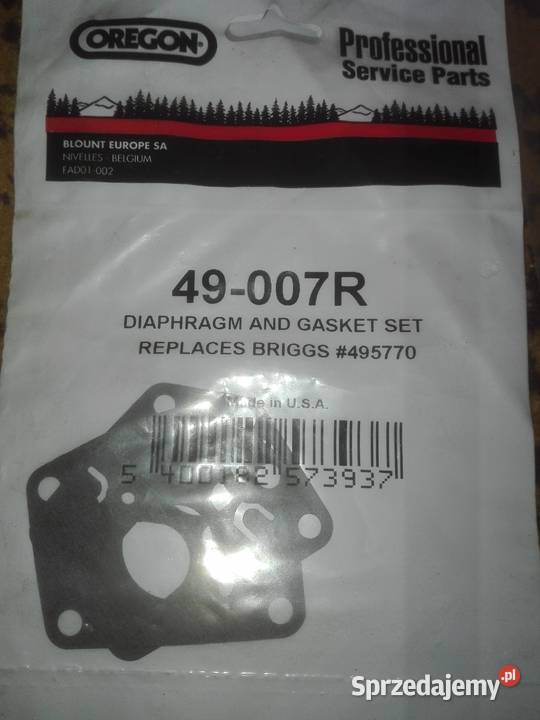 OREGON
Professional
Service Parts
BLOUNT EUROPE SA
NIVELLES - BELGIUM
FAD01-002
49-007R
DIAPHRAGM AND GASKET SET
REPLACES BRIGGS #495770
Made in U.S.A.
5 400182 573937
Sprzedajemy.pl